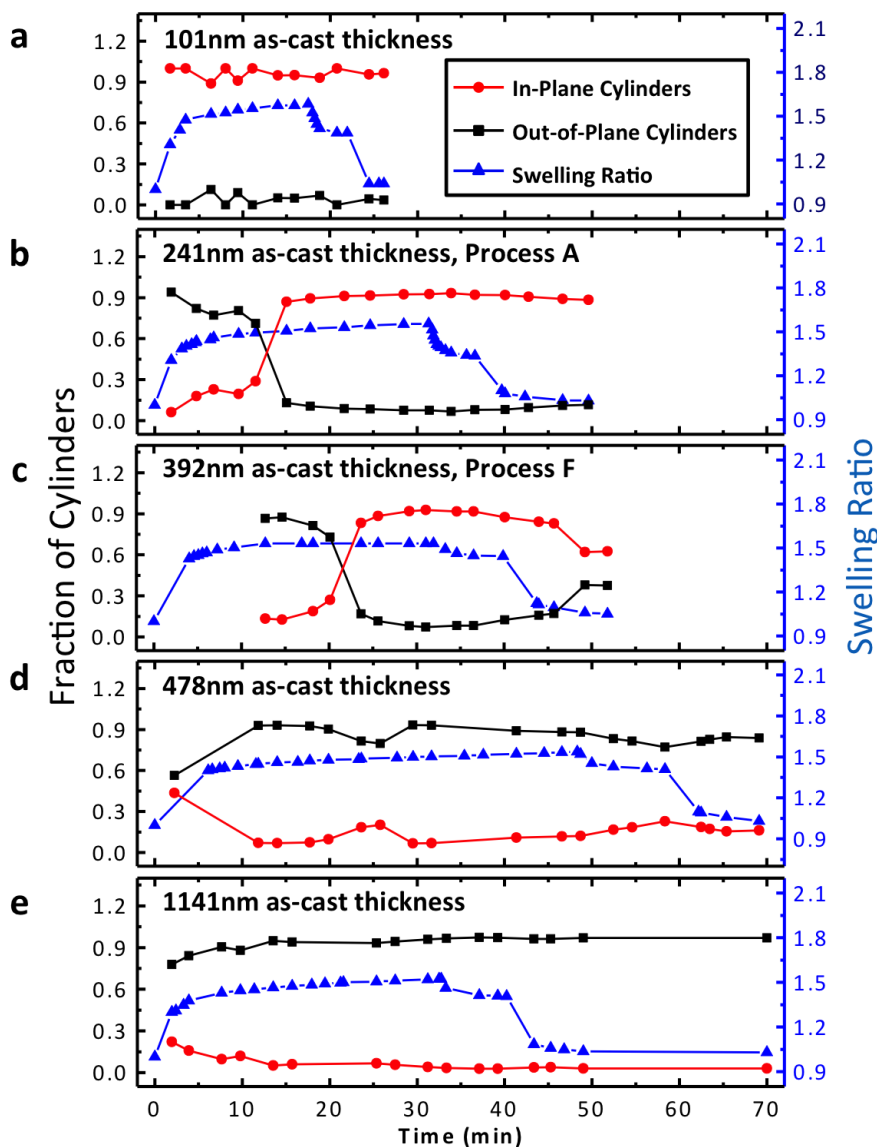 a
101nm as-cast thickness
In-Plane Cylinders
Out-of-Plane Cylinders
Swelling Ratio
1.2
0.9
0.6
0.3
0.0
2.1
1.8
1.5
1.2
0.9
b
241nm as-cast thickness, Process A
1.2
0.9
0.6
0.3
0.0
2.1
1.8
1.5
1.2
0.9
c
392nm as-cast thickness, Process F
1.2
0.9
0.6
0.3
0.0
2.1
1.8
1.5
1.2
0.9
d
478nm as-cast thickness
1.2
0.9
0.6
0.3
0.0
2.1
1.8
1.5
1.2
0.9
e
1141nm as-cast thickness
1.2
0.9
0.6
0.3
0.0
2.1
1.8
1.5
1.2
0.9
Fraction of Cylinders
Swelling Ratio
0 10 20 30 40 50 60 70
Time (min)